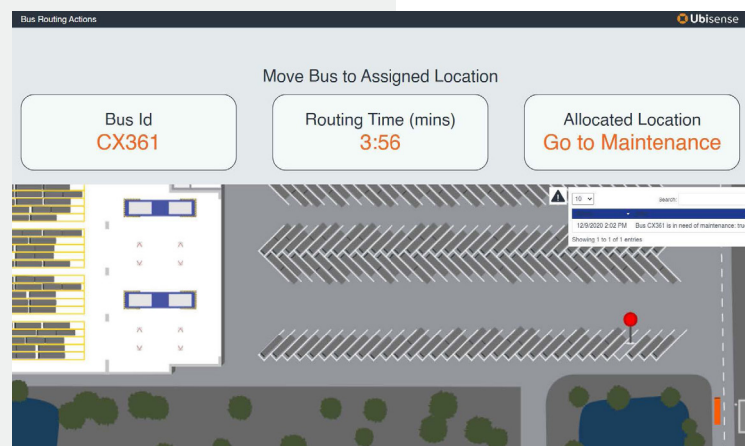 Bus Routing Actions
Ubisense
Move Bus to Assigned Location
Bus Id
CX361
Routing Time (mins)
3:56
Allocated Location
Go to Maintenance
10
search:
12/9/2020 2:02 PM Bus CX361 is in need of maintenance: tru
Showing 1 to 1 of 1 entries